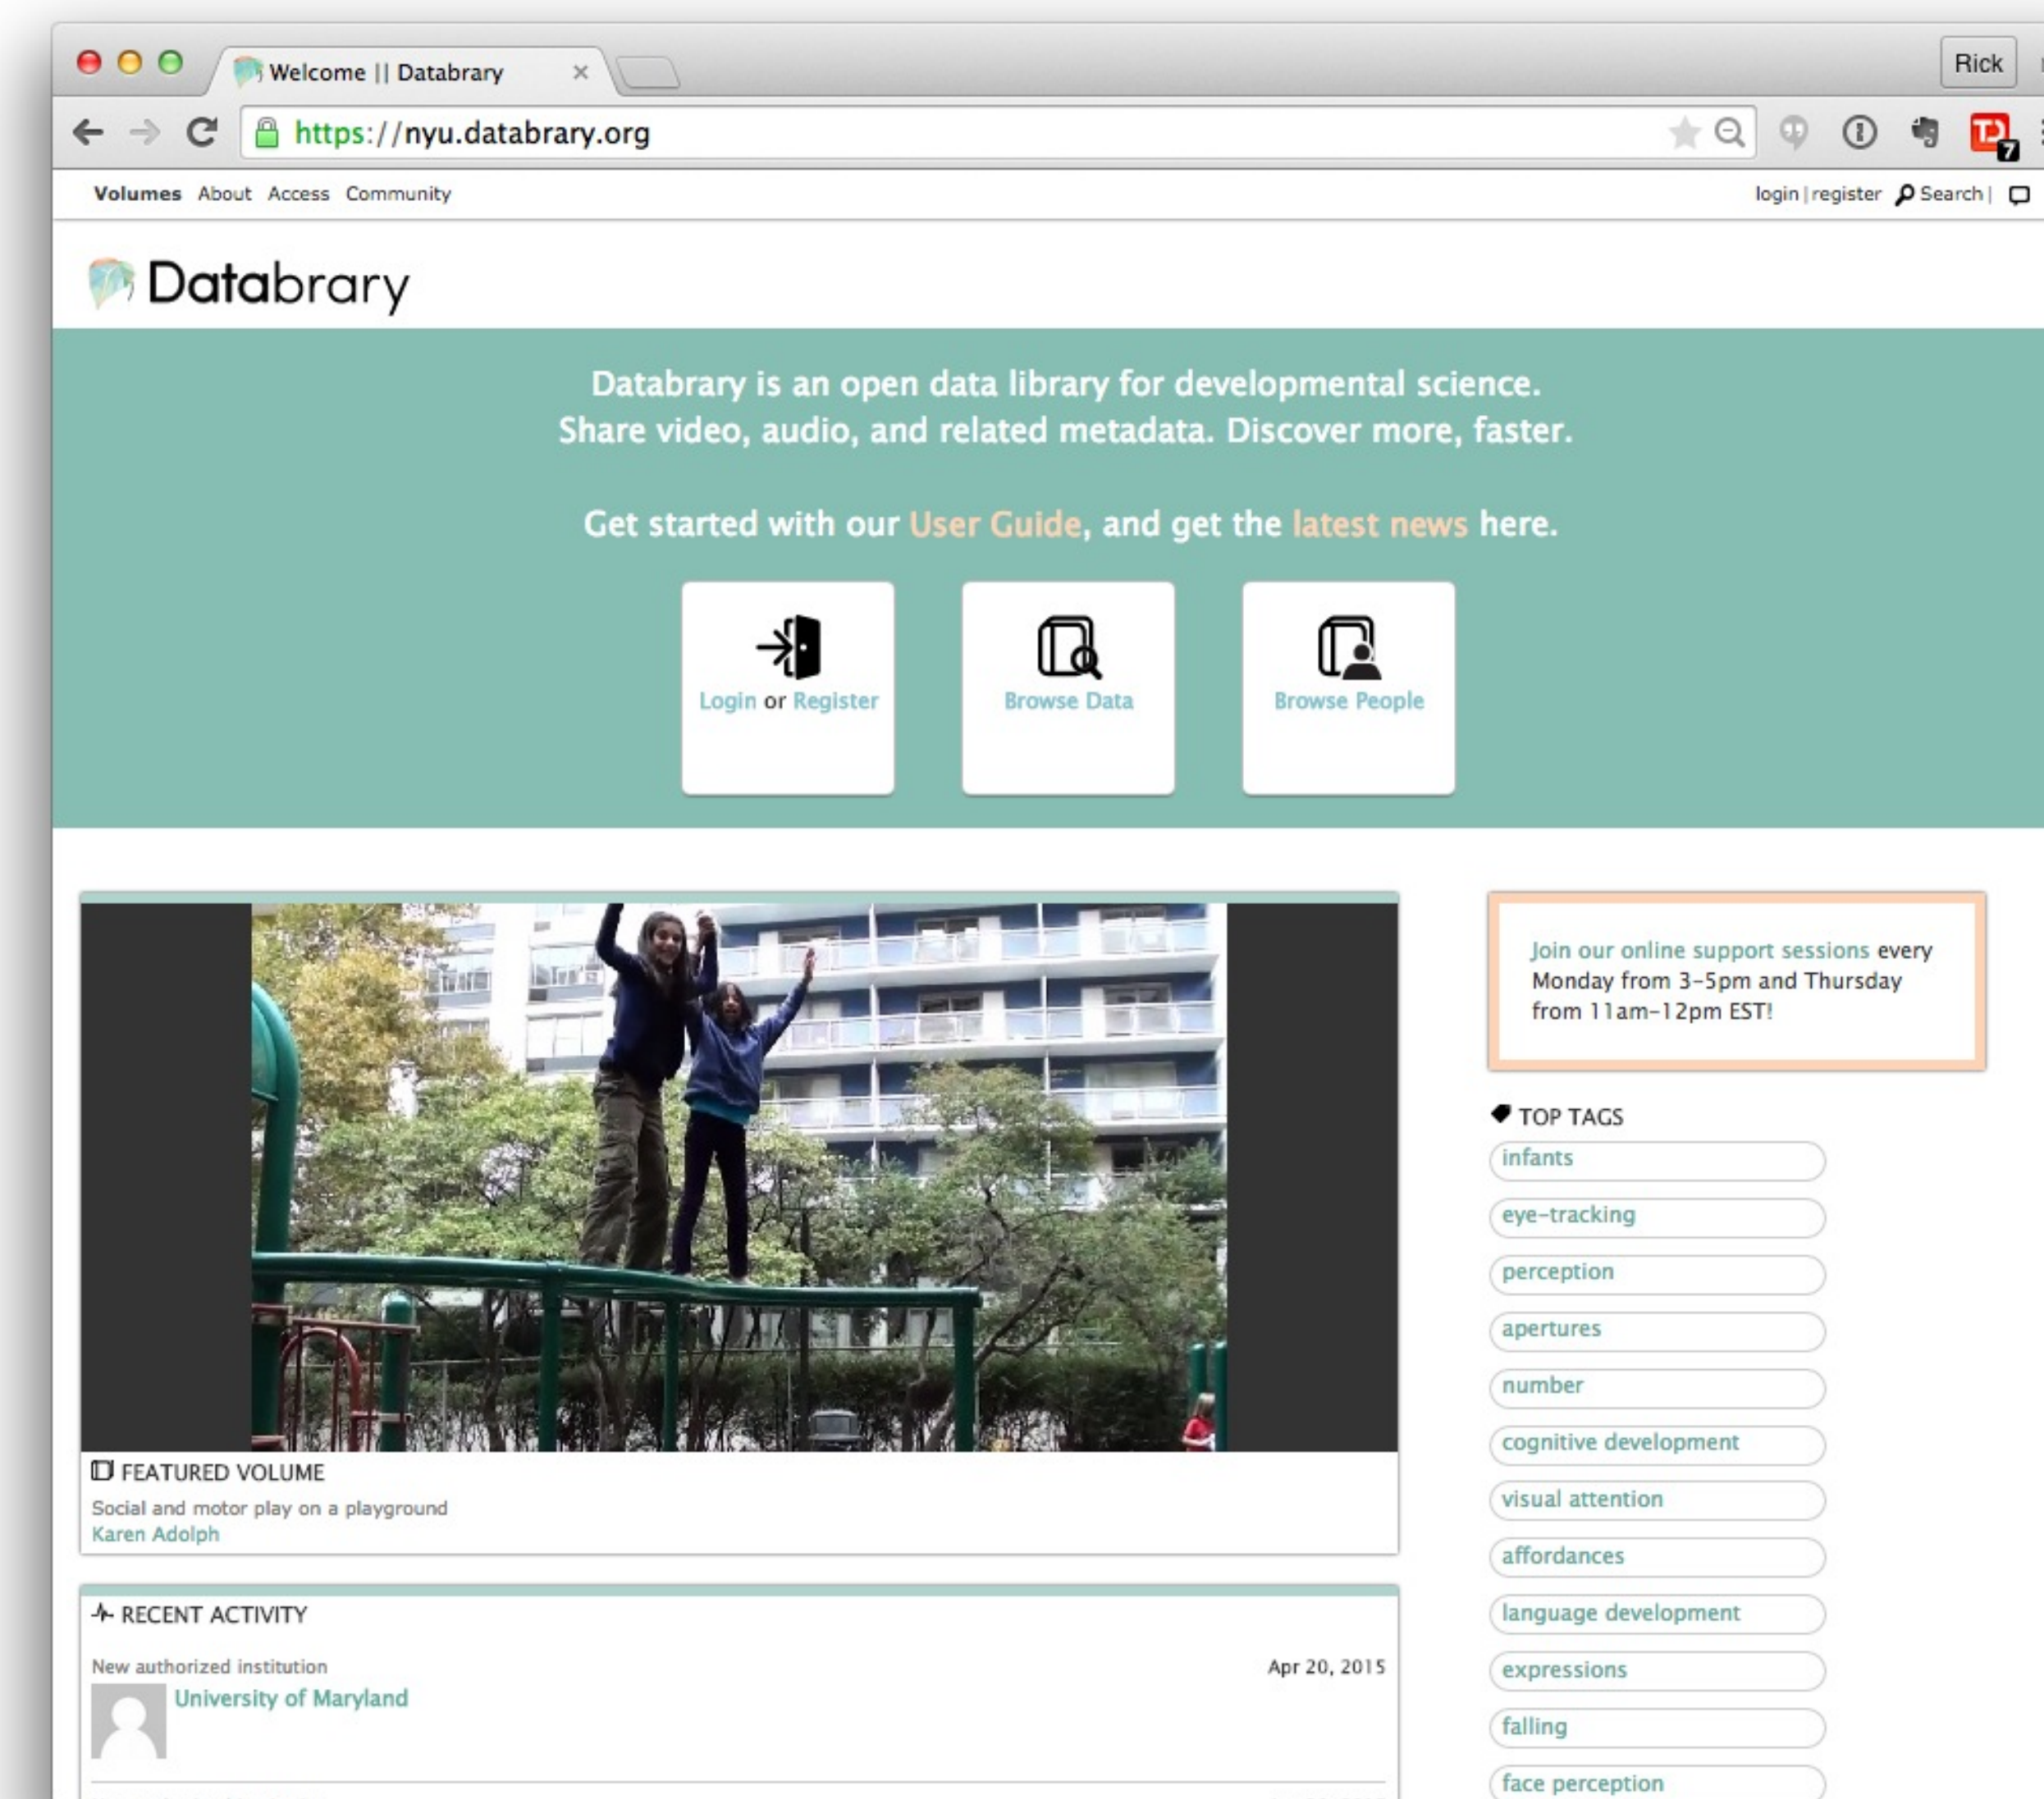 Welcome || Databrary
Rick
https://nyu.databrary.org
7
Volumes About Access Community
login | register Search |
Databrary
Databrary is an open data library for developmental science.
Share video, audio, and related metadata. Discover more, faster.
Get started with our User Guide, and get the latest news here.
Login or Register
Browse Data
Browse People
Join our online support sessions every
Monday from 3-5pm and Thursday
from 11am-12pm EST!
FEATURED VOLUME
Social and motor play on a playground
Karen Adolph
RECENT ACTIVITY
New authorized institution Apr 20, 2015
University of Maryland
TOP TAGS
infants
eye-tracking
perception
apertures
number
cognitive development
visual attention
affordances
language development
expressions
falling
face perception